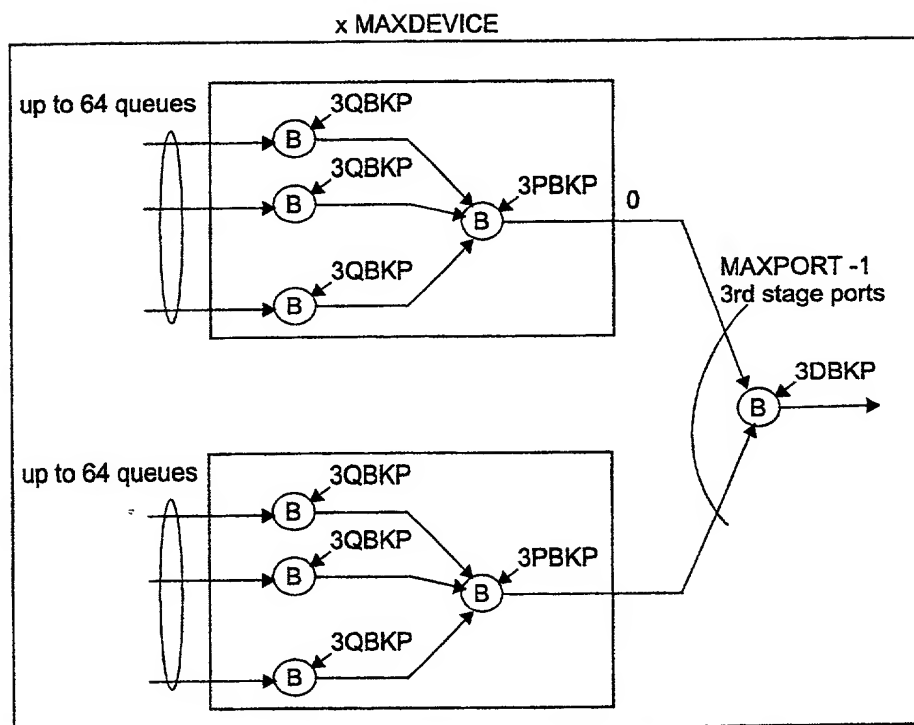 x MAXDEVICE
up to 64 queues
3QBKP
B
3QBKP
B
3PBKP
B
0
3QBKP
B
MAXPORT -1
3rd stage ports
3DBKP
B
up to 64 queues
3QBKP
B
3QBKP
B
3PBKP
B
3QBKP
B